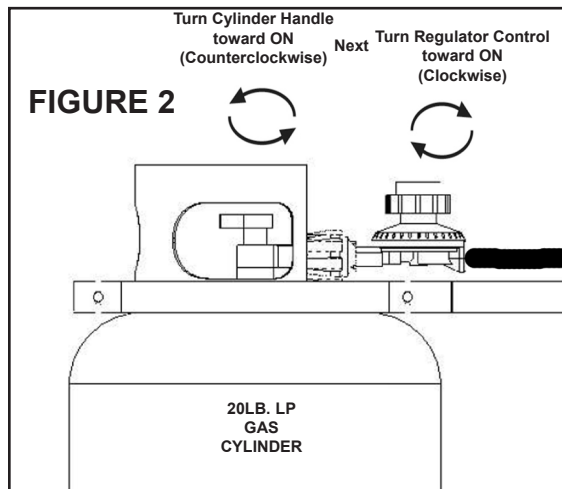 Turn Cylinder Handle
toward ON
(Counterclockwise)
Next
Turn Regulator Control
toward ON
(Clockwise)
FIGURE 2
20LB. LP
GAS
CYLINDER